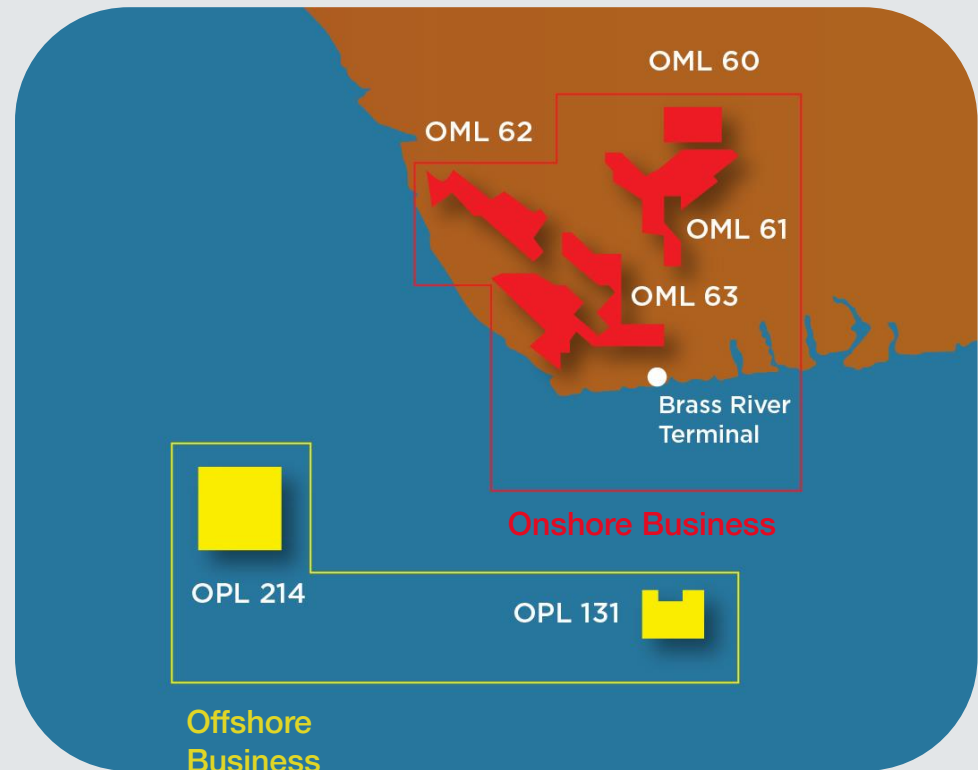 OML 60
OML 62
OML 61
OML 63
Brass River
Terminal
Onshore Business
OPL 214
OPL 131
Offshore
Business